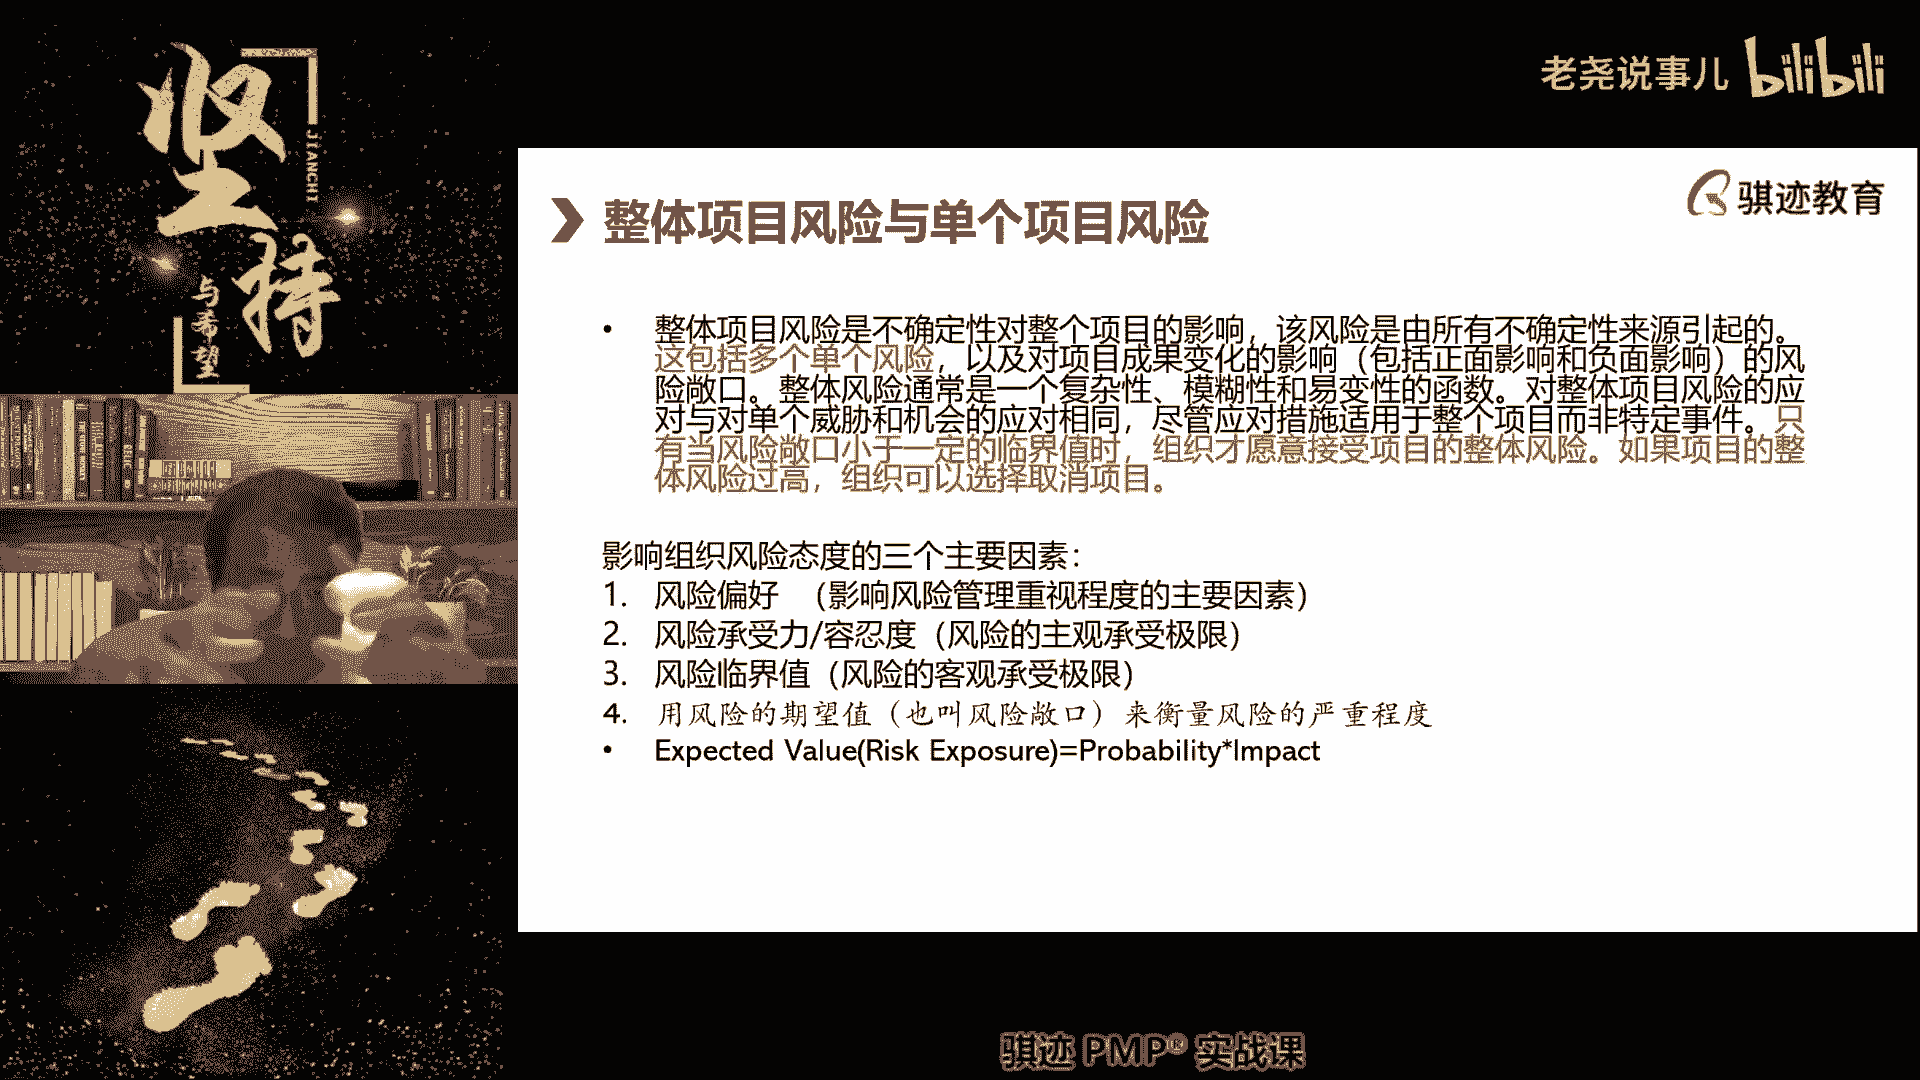 坚持
JIANCHI
与希望
老尧说事儿 bilibili
骐迹教育
整体项目风险与单个项目风险
• 整体项目风险是不确定性对整个项目的影响，该风险是由所有不确定性来源引起的。
这包括多个单个风险，以及对项目成果变化的影响（包括正面影响和负面影响）的风
险敞口。整体风险通常是一个复杂性、模糊性和易变性的函数。对整体项目风险的应
对与对单个威胁和机会的应对相同，尽管应对措施适用于整个项目而非特定事件。只
有当风险敞口小于一定的临界值时，组织才愿意接受项目的整体风险。如果项目的整
体风险过高，组织可以选择取消项目。
影响组织风险态度的三个主要因素：
1. 风险偏好 （影响风险管理重视程度的主要因素）
2. 风险承受力/容忍度（风险的主观承受极限）
3. 风险临界值（风险的客观承受极限）
4. 用风险的期望值（也叫风险敞口）来衡量风险的严重程度
• Expected Value(Risk Exposure)=Probability*Impact
骐迹 PMP® 实战课